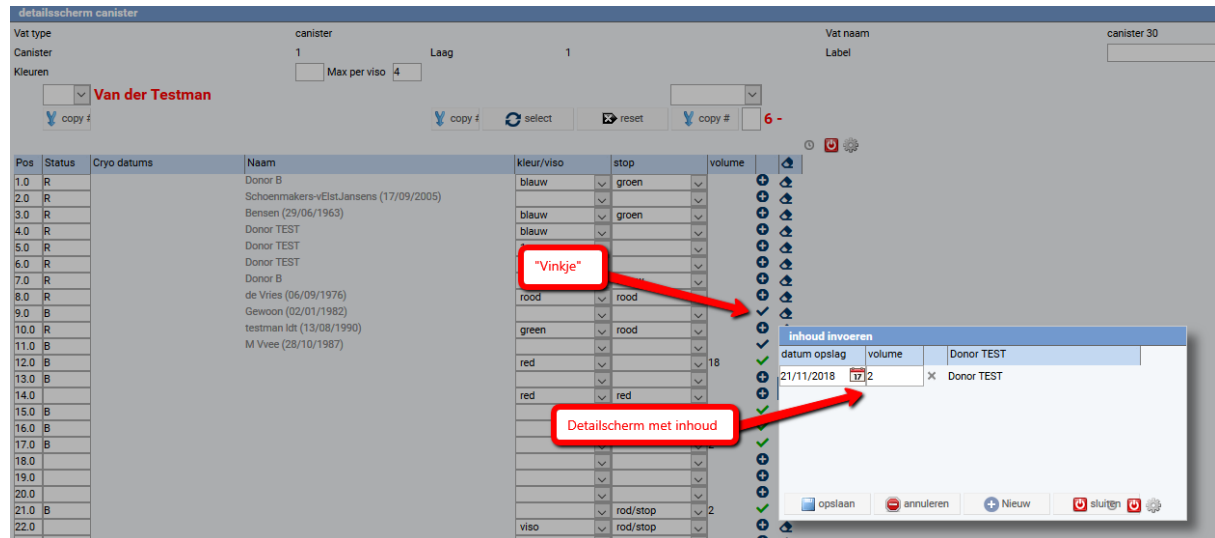 detailsscherm canister
Vat type canister Vat naam canister 30
Canister 1 Laag 1 Label
Kleuren Max per viso 4
Van der Testman
copy # copy # select reset copy # 6 -
Pos Status Cryo datums Naam kleur/viso stop volume
1.0 R Donor B blauw groen
2.0 R Schoenmakers-vElstJansens (17/09/2005)
3.0 R Bensen (29/06/1963) blauw groen
4.0 R Donor TEST blauw
5.0 R Donor TEST
6.0 R Donor TEST
7.0 R Donor B
8.0 R de Vries (06/09/1976) rood rood
9.0 B Gewoon (02/01/1982)
10.0 R testman ldt (13/08/1990) green rood
11.0 B M Vvee (28/10/1987)
12.0 B red 18
13.0 B
14.0 red red
15.0 B
16.0 B
17.0 B
18.0
19.0
20.0
21.0 B rod/stop 2
22.0 viso rod/stop
"Vinkje"
Detailscherm met inhoud
inhoud invoeren
datum opslag volume Donor TEST
21/11/2018 17 2 Donor TEST
opslaan annuleren Nieuw sluiten